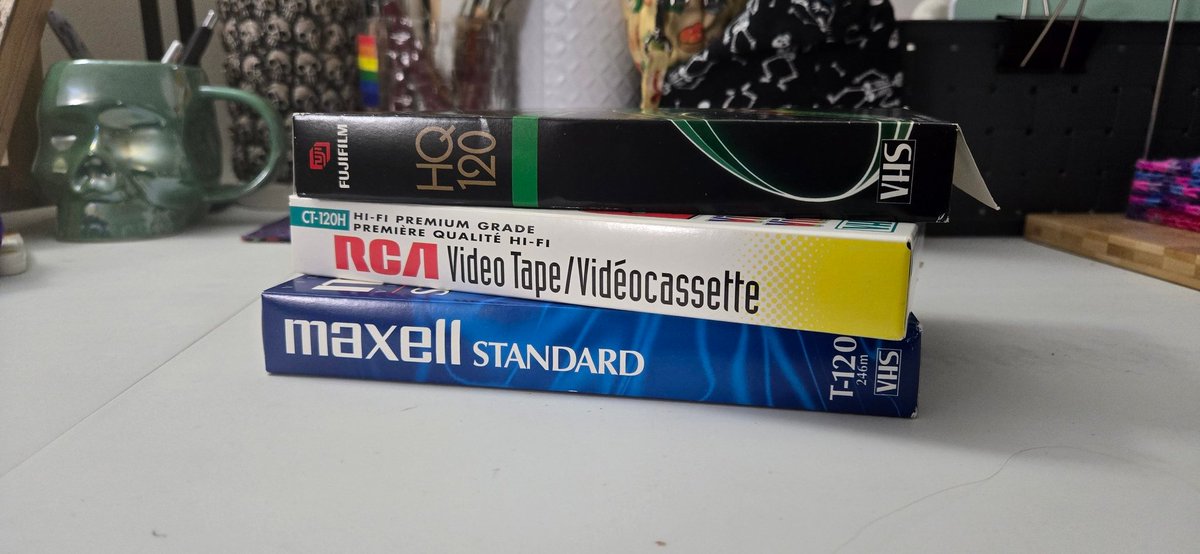 FUJIFILM
HQ
120
VHS
CT-120H
HI-FI PREMIUM GRADE
PREMIÈRE QUALITÉ HI-FI
RCA Video Tape/Vidéocassette
maxell STANDARD
T-120
246m
VHS